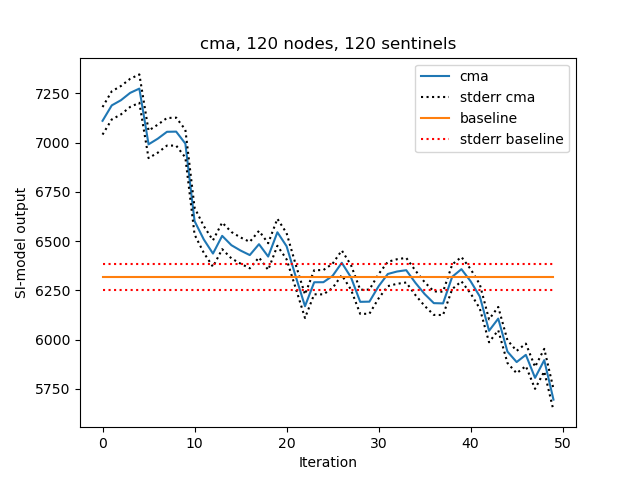 cma, 120 nodes, 120 sentinels
cma
stderr cma
baseline
stderr baseline
SI-model output
7250
7000
6750
6500
6250
6000
5750
0 10 20 30 40 50
Iteration